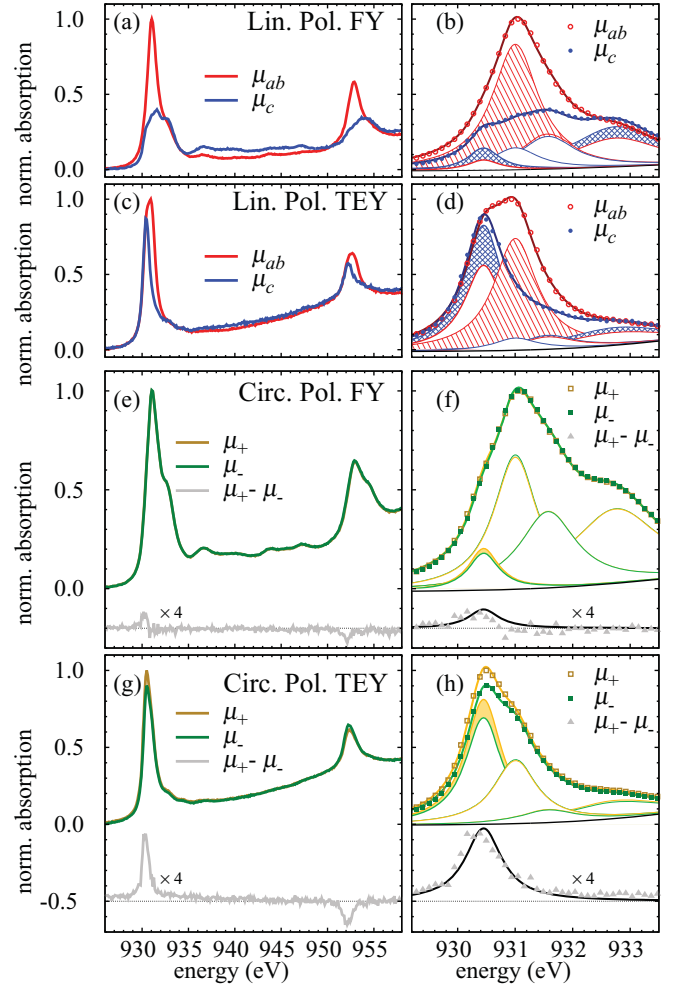 (a) Lin. Pol. FY
μab
μc
norm. absorption
1.0
0.5
0.0
(b)
μab
μc
(c) Lin. Pol. TEY
μab
μc
norm. absorption
1.0
0.5
0.0
(d)
μab
μc
(e) Circ. Pol. FY
μ+
μ-
μ+- μ-
× 4
norm. absorption
1.0
0.5
0.0
(f)
μ+
μ-
μ+- μ-
× 4
(g) Circ. Pol. TEY
μ+
μ-
μ+- μ-
× 4
norm. absorption
1.0
0.5
0.0
-0.5
930 935 940 945 950 955
energy (eV)
(h)
μ+
μ-
μ+- μ-
× 4
930 931 932 933
energy (eV)